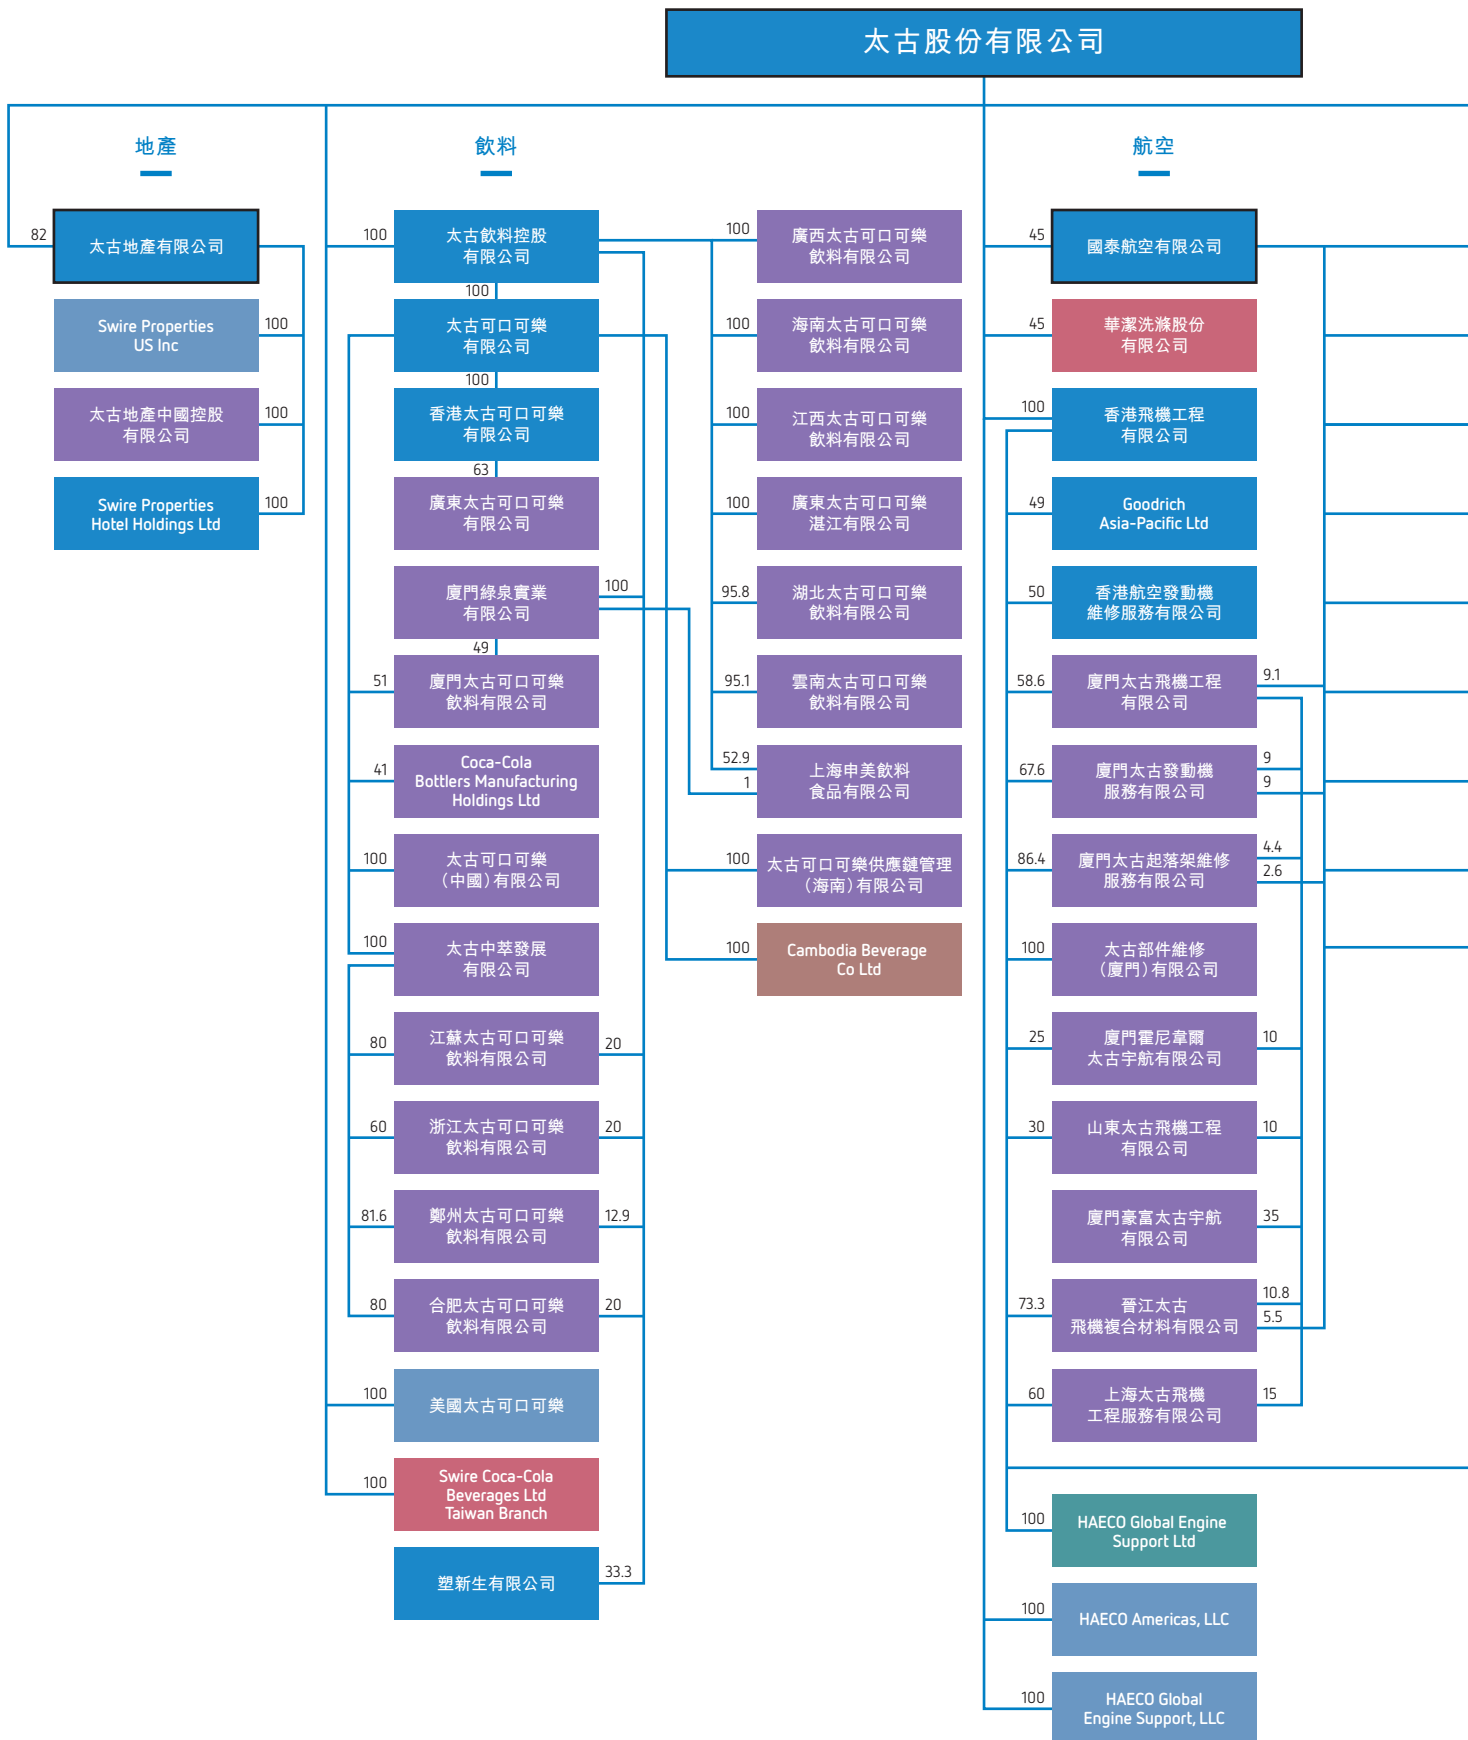 太古股份有限公司
地產
82
太古地產有限公司
Swire Properties
US Inc
100
太古地產中國控股
有限公司
100
Swire Properties
Hotel Holdings Ltd
100
飲料
100
太古飲料控股
有限公司
100
太古可口可樂
有限公司
100
香港太古可口可樂
有限公司
63
廣東太古可口可樂
有限公司
廈門綠泉實業
有限公司
100
49
51
廈門太古可口可樂
飲料有限公司
41
Coca-Cola
Bottlers Manufacturing
Holdings Ltd
100
太古可口可樂
（中國）有限公司
100
太古中萃發展
有限公司
80
江蘇太古可口可樂
飲料有限公司
20
60
浙江太古可口可樂
飲料有限公司
20
81.6
鄭州太古可口可樂
飲料有限公司
12.9
80
合肥太古可口可樂
飲料有限公司
20
100
美國太古可口可樂
100
Swire Coca-Cola
Beverages Ltd
Taiwan Branch
塑新生有限公司
33.3
100
廣西太古可口可樂
飲料有限公司
100
海南太古可口可樂
飲料有限公司
100
江西太古可口可樂
飲料有限公司
100
廣東太古可口可樂
湛江有限公司
95.8
湖北太古可口可樂
飲料有限公司
95.1
雲南太古可口可樂
飲料有限公司
52.9
1
上海申美飲料
食品有限公司
100
太古可口可樂供應鏈管理
（海南）有限公司
100
Cambodia Beverage
Co Ltd
航空
45
國泰航空有限公司
45
華潔洗滌股份
有限公司
100
香港飛機工程
有限公司
49
Goodrich
Asia-Pacific Ltd
50
香港航空發動機
維修服務有限公司
58.6
廈門太古飛機工程
有限公司
9.1
67.6
廈門太古發動機
服務有限公司
9
9
86.4
廈門太古起落架維修
服務有限公司
4.4
2.6
100
太古部件維修
（廈門）有限公司
25
廈門霍尼韋爾
太古宇航有限公司
10
30
山東太古飛機工程
有限公司
10
廈門豪富太古宇航
有限公司
35
73.3
晉江太古
飛機複合材料有限公司
10.8
5.5
60
上海太古飛機
工程服務有限公司
15
100
HAECO Global Engine
Support Ltd
100
HAECO Americas, LLC
100
HAECO Global
Engine Support, LLC